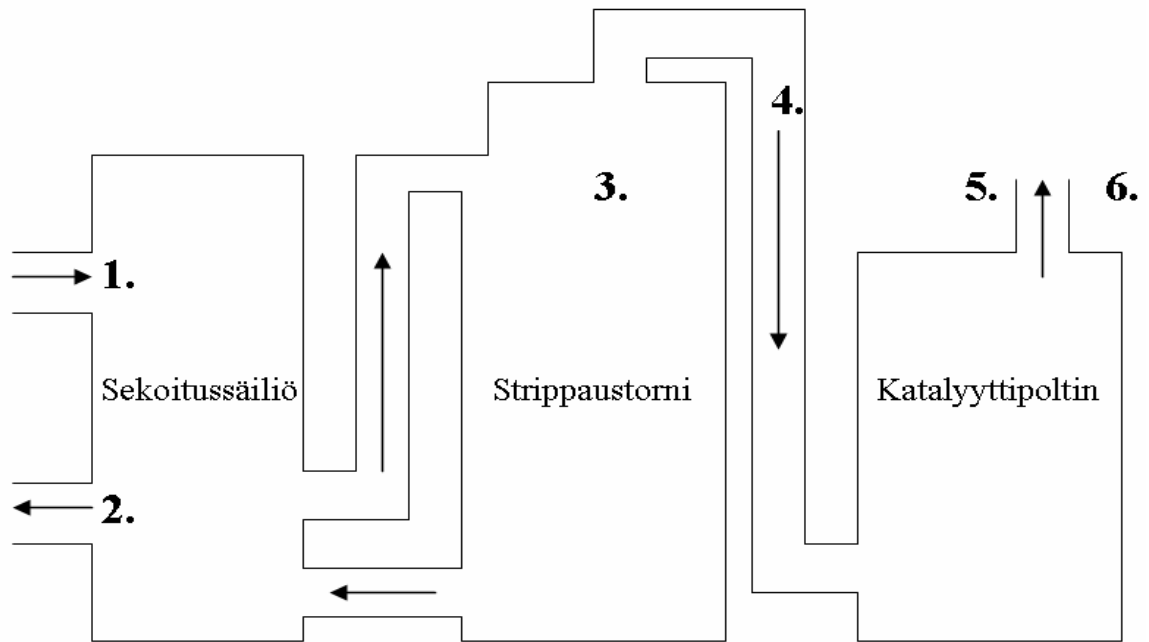 4.
3.
5.
6.
1.
Sekoitussäiliö
Strippaustorni
Katalyyttipoltin
2.